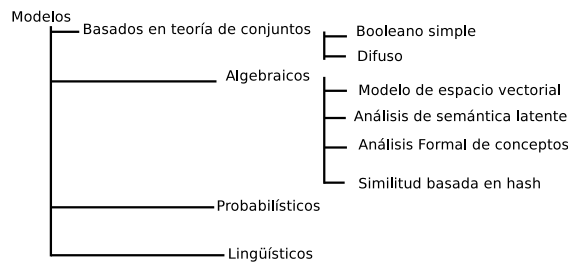 Modelos
Basados en teoría de conjuntos
Booleano simple
Difuso
Algebraicos
Modelo de espacio vectorial
Análisis de semántica latente
Análisis Formal de conceptos
Similitud basada en hash
Probabilísticos
Lingüísticos